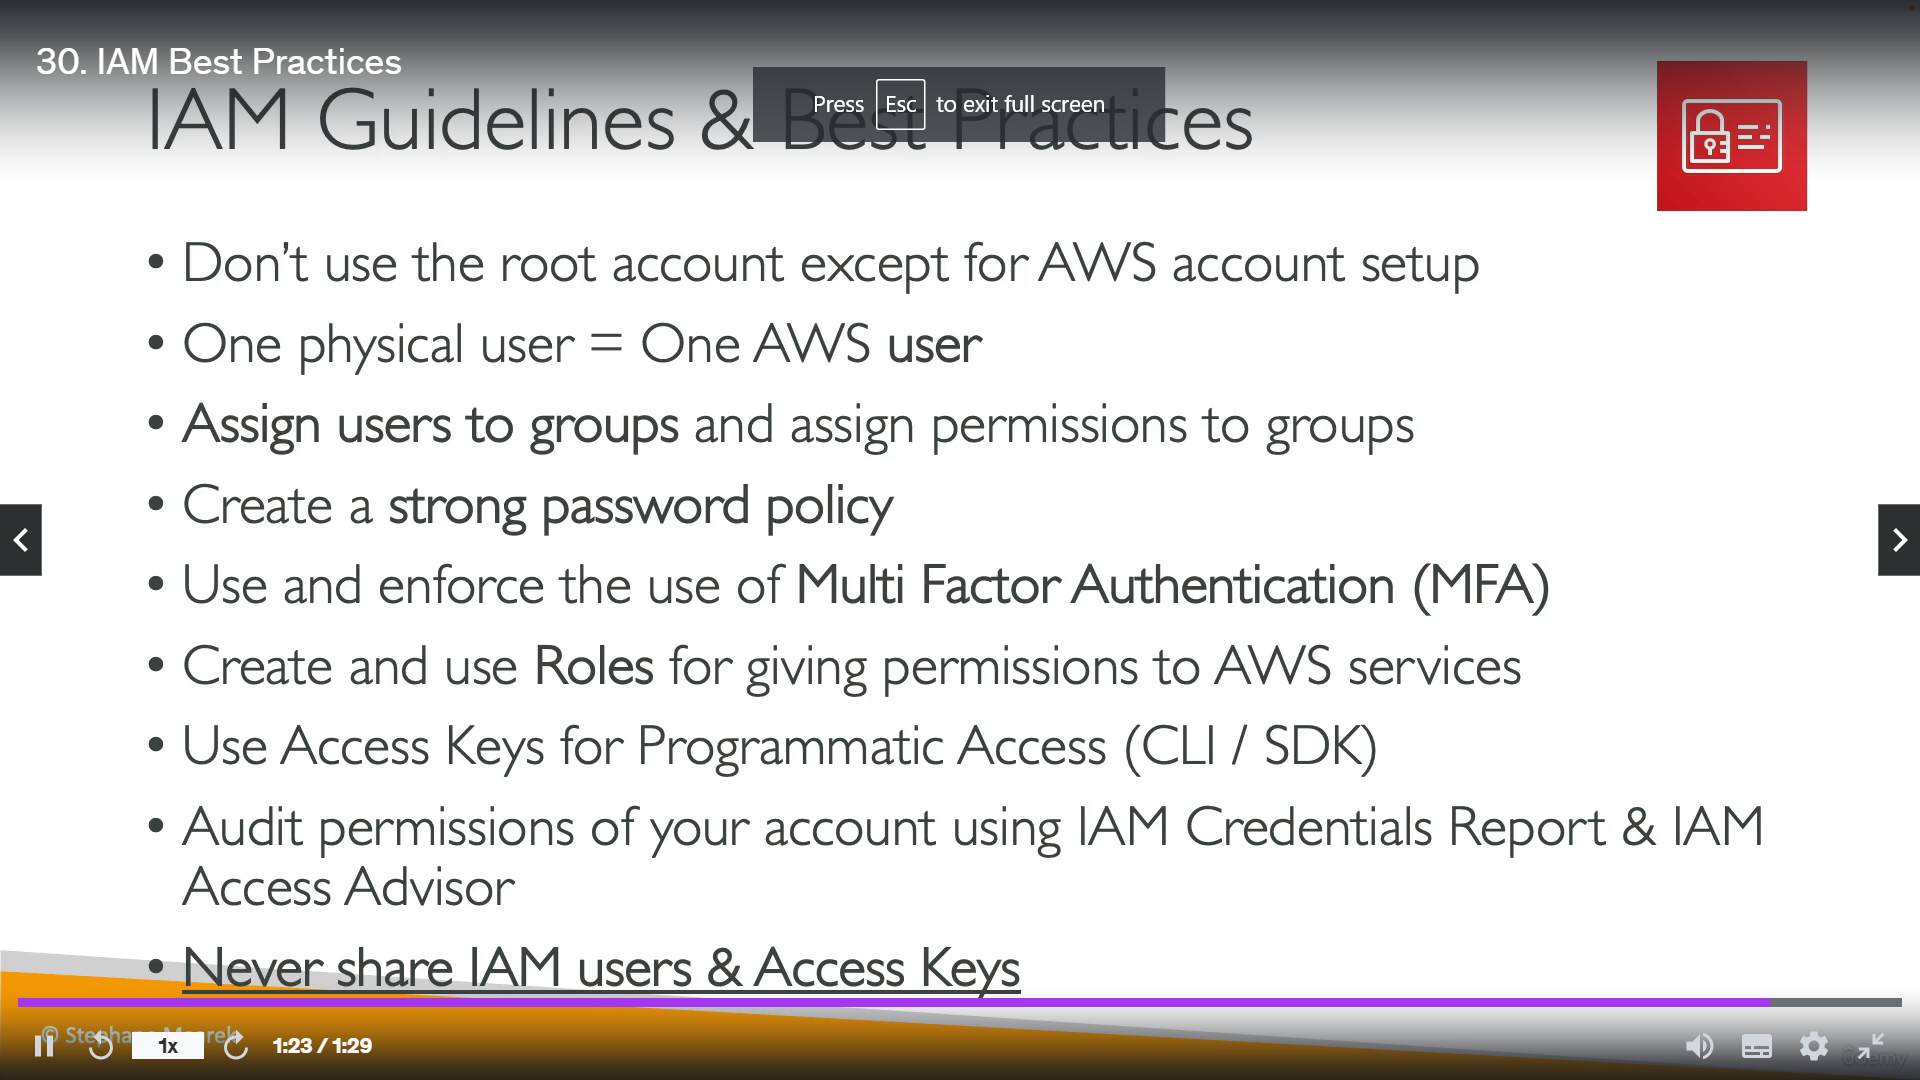 30. IAM Best Practices
Press Esc to exit full screen
IAM Guidelines & Best Practices
• Don't use the root account except for AWS account setup
• One physical user = One AWS user
• Assign users to groups and assign permissions to groups
• Create a strong password policy
• Use and enforce the use of Multi Factor Authentication (MFA)
• Create and use Roles for giving permissions to AWS services
• Use Access Keys for Programmatic Access (CLI / SDK)
• Audit permissions of your account using IAM Credentials Report & IAM
Access Advisor
• Never share IAM users & Access Keys
© Stephane Maarek
1x
1:23 / 1:29
udemy